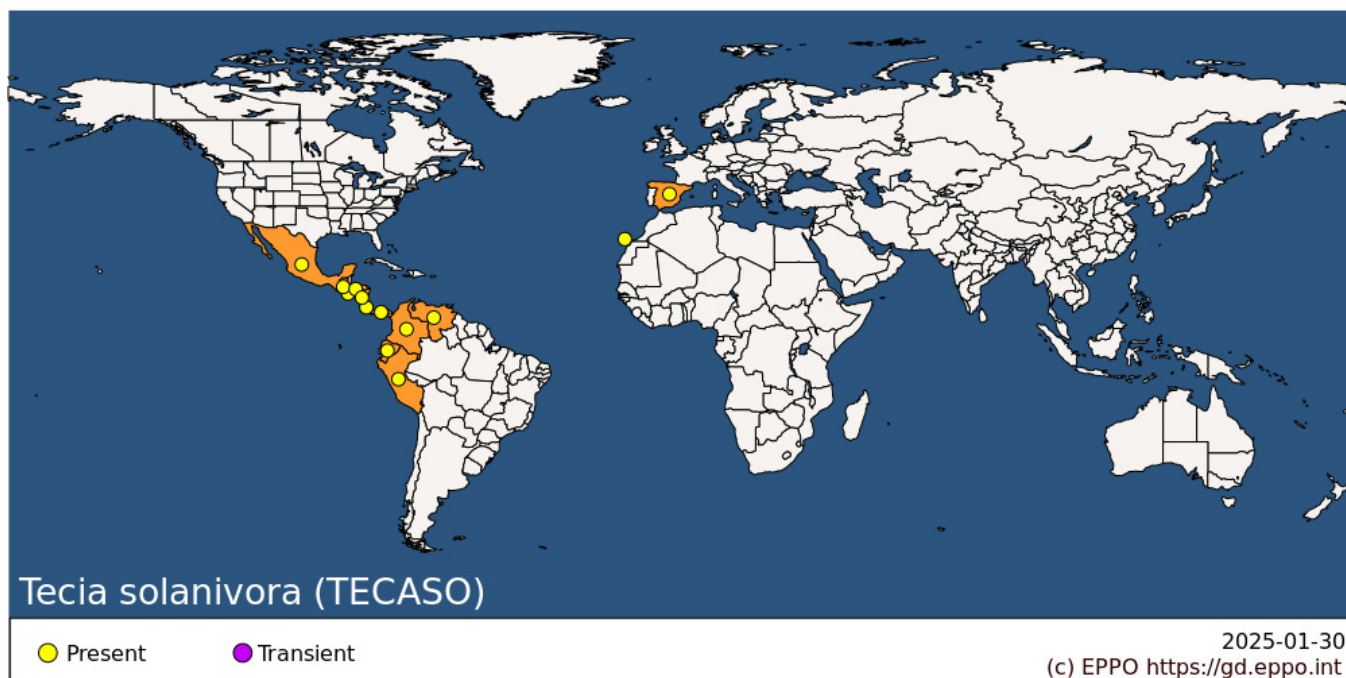 Tecia solanivora (TECASO)
Present
Transient
2025-01-30
(c) EPPO https://gd.eppo.int